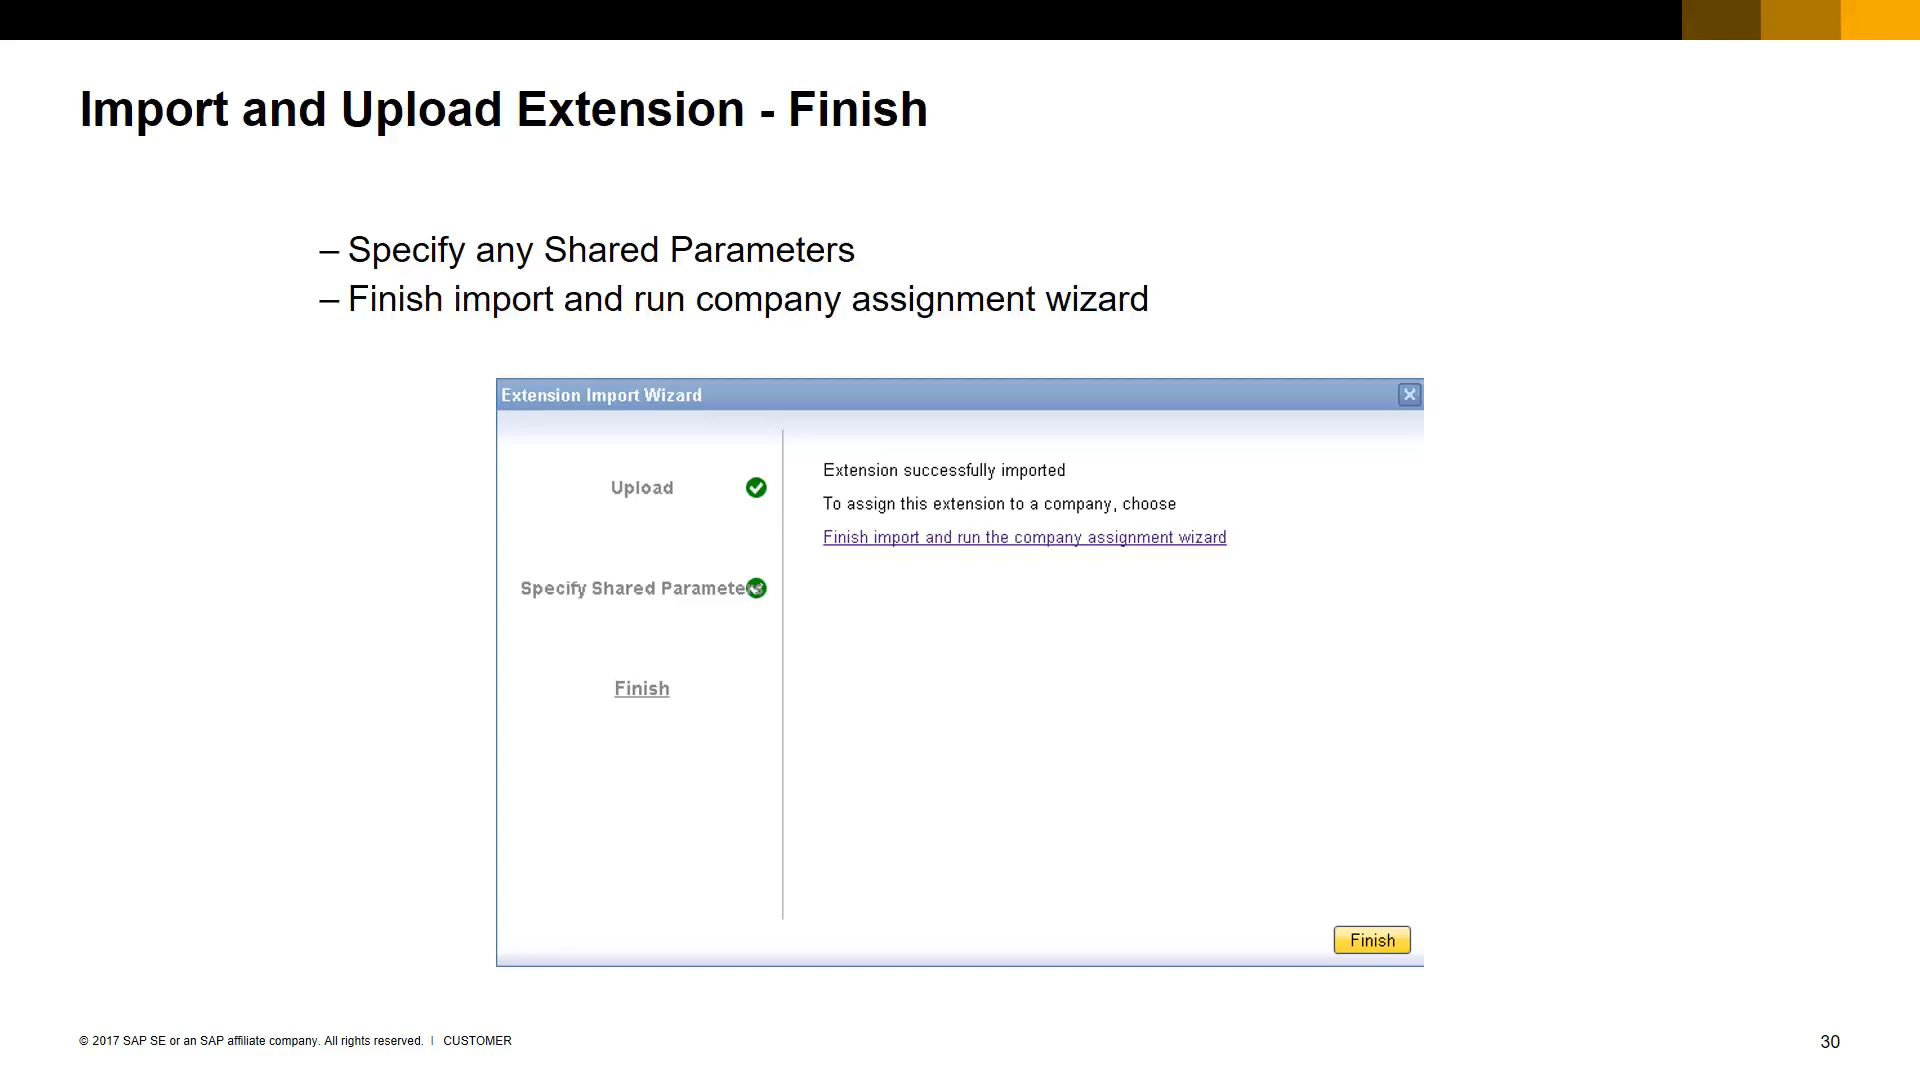 Import and Upload Extension - Finish
– Specify any Shared Parameters
– Finish import and run company assignment wizard
Extension Import Wizard
Upload
Specify Shared Parameters
Finish
Extension successfully imported
To assign this extension to a company, choose
Finish import and run the company assignment wizard
Finish
© 2017 SAP SE or an SAP affiliate company. All rights reserved. | CUSTOMER
30